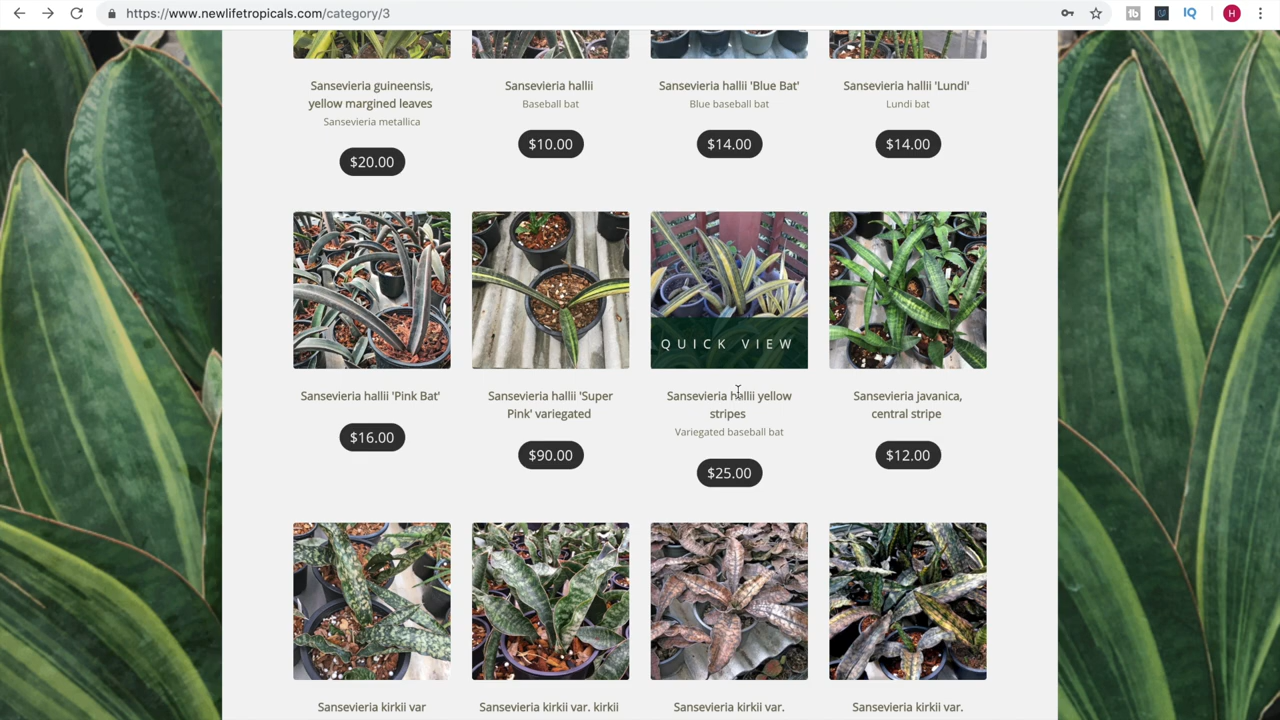 https://www.newlifetropicals.com/category/3
IQ
H
Sansevieria guineensis,
yellow margined leaves
Sansevieria metallica
$20.00
Sansevieria hallii
Baseball bat
$10.00
Sansevieria hallii 'Blue Bat'
Blue baseball bat
$14.00
Sansevieria hallii 'Lundi'
Lundi bat
$14.00
QUICK VIEW
Sansevieria hallii 'Pink Bat'
$16.00
Sansevieria hallii 'Super
Pink' variegated
$90.00
Sansevieria hallii yellow
stripes
Variegated baseball bat
$25.00
Sansevieria javanica,
central stripe
$12.00
Sansevieria kirkii var
Sansevieria kirkii var. kirkii
Sansevieria kirkii var.
Sansevieria kirkii var.